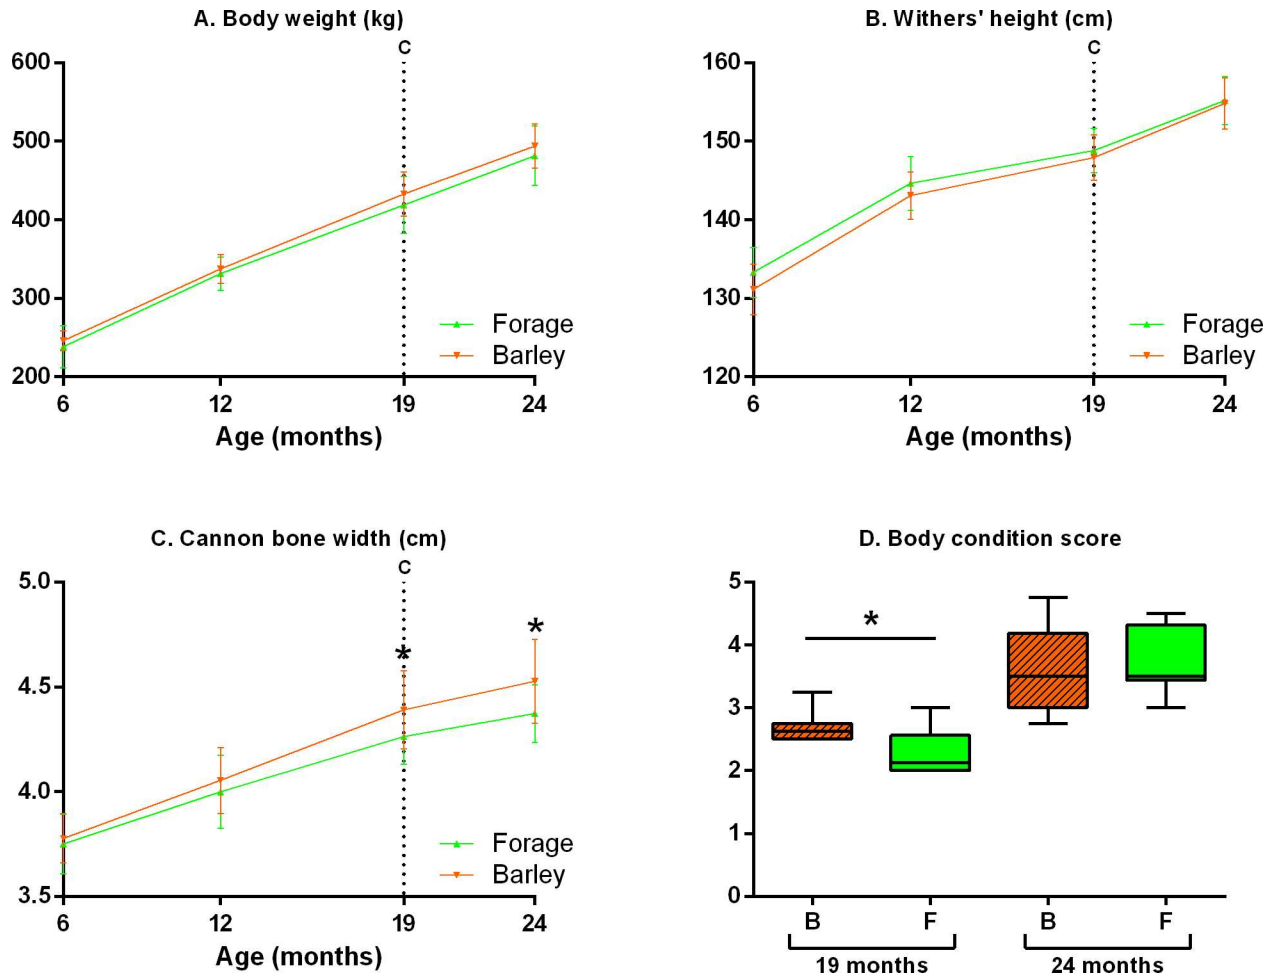 A. Body weight (kg)
C
600
500
400
300
200
6 12 19 24
Age (months)
Forage
Barley
B. Withers' height (cm)
C
160
150
140
130
120
6 12 19 24
Age (months)
Forage
Barley
C. Cannon bone width (cm)
C
5.0
4.5
4.0
3.5
* *
6 12 19 24
Age (months)
Forage
Barley
D. Body condition score
5
4
3
2
1
0
*
B F B F
19 months 24 months